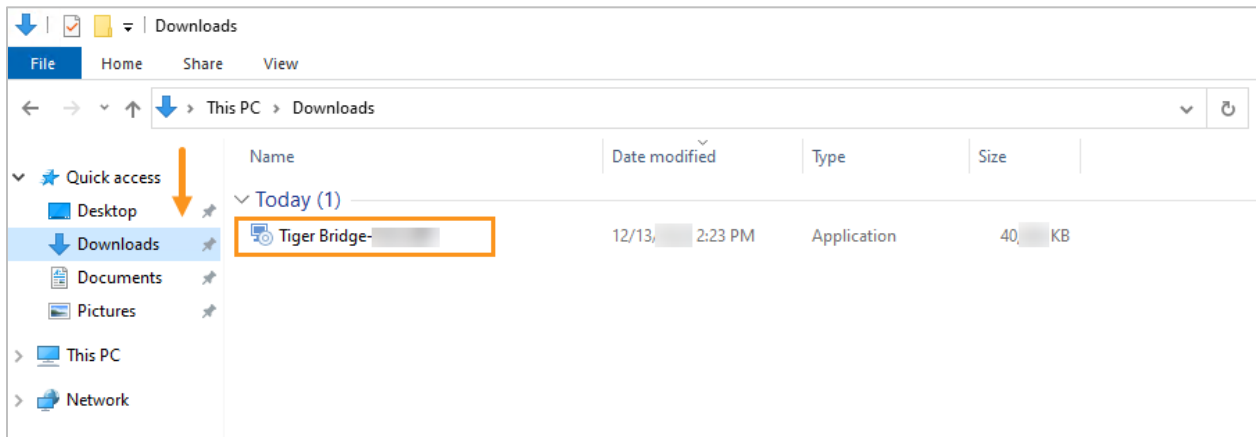 Downloads
File Home Share View
This PC > Downloads
Name Date modified Type Size
Quick access
Today (1)
Desktop
Tiger Bridge- 12/13/ 2:23 PM Application 40, KB
Downloads
Documents
Pictures
This PC
Network